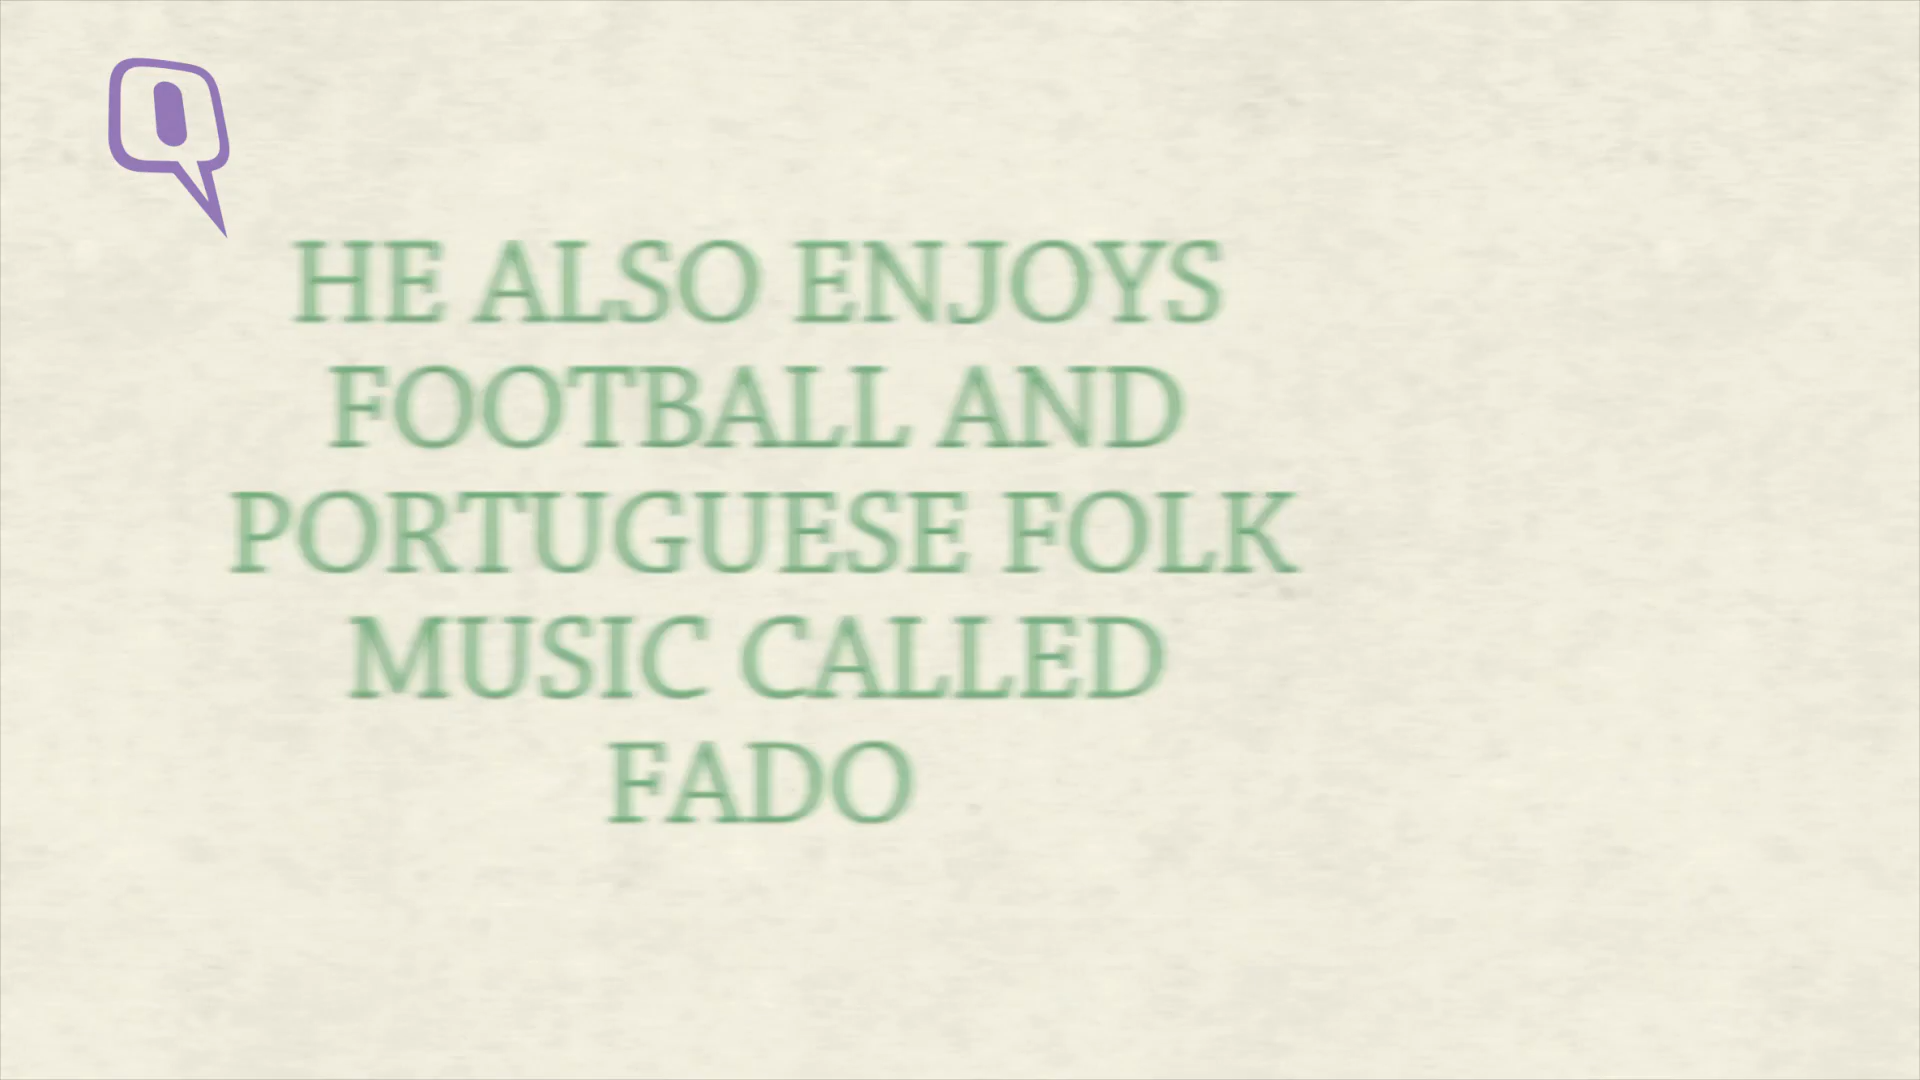 HE ALSO ENJOYS
FOOTBALL AND
PORTUGUESE FOLK
MUSIC CALLED
FADO